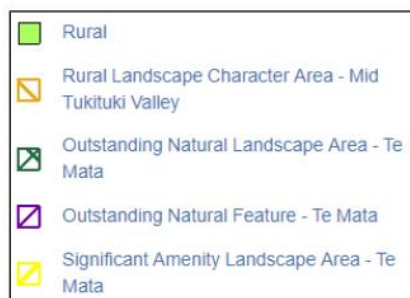 Rural
Rural Landscape Character Area - Mid
Tukituki Valley
Outstanding Natural Landscape Area - Te
Mata
Outstanding Natural Feature - Te Mata
Significant Amenity Landscape Area - Te
Mata